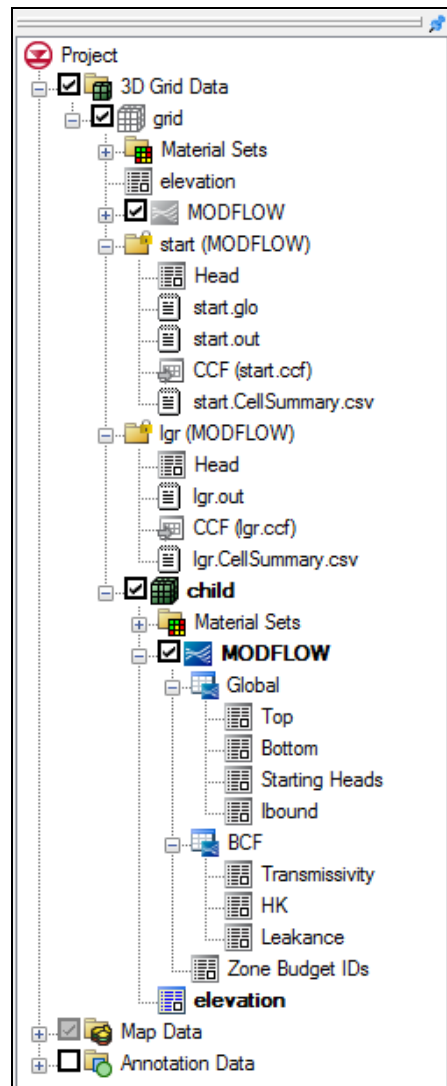 Project
3D Grid Data
grid
Material Sets
elevation
MODFLOW
start (MODFLOW)
Head
start.glo
start.out
CCF (start.ccf)
start.CellSummary.csv
lgr (MODFLOW)
Head
lgr.out
CCF (lgr.ccf)
lgr.CellSummary.csv
child
Material Sets
MODFLOW
Global
Top
Bottom
Starting Heads
Ibound
BCF
Transmissivity
HK
Leakance
Zone Budget IDs
elevation
Map Data
Annotation Data